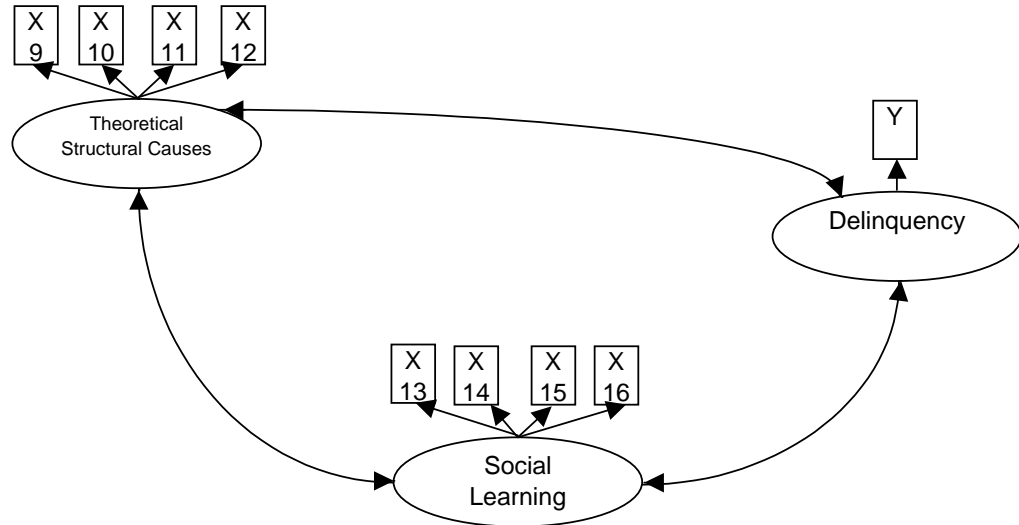 X
9
X
10
X
11
X
12
Theoretical
Structural Causes
Y
Delinquency
X
13
X
14
X
15
X
16
Social
Learning